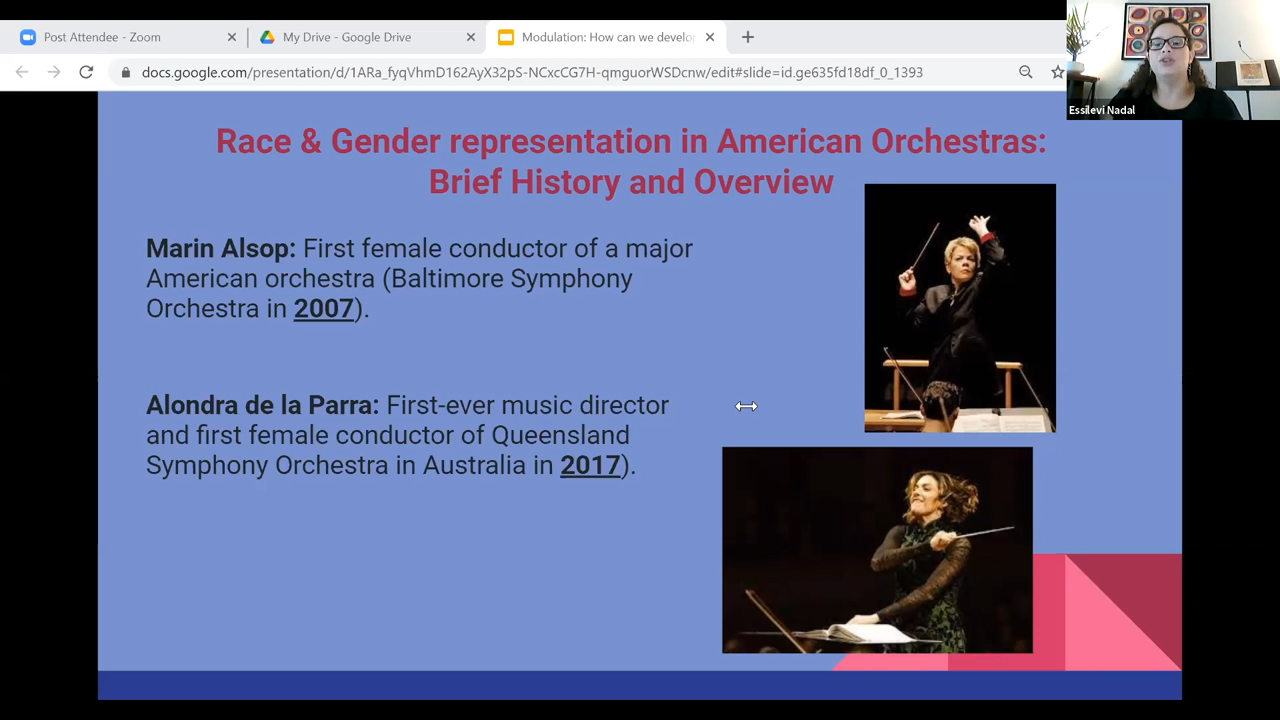 Post Attendee - Zoom
My Drive - Google Drive
Modulation: How can we develo
docs.google.com/presentation/d/1ARa_fyqVhmD162AyX32pS-NCxcCG7H-qmguorWSDcnw/edit#slide=id.ge635fd18df_0_1393
Essilevi Nadal
Race & Gender representation in American Orchestras:
Brief History and Overview
Marin Alsop: First female conductor of a major
American orchestra (Baltimore Symphony
Orchestra in 2007).
Alondra de la Parra: First-ever music director
and first female conductor of Queensland
Symphony Orchestra in Australia in 2017).